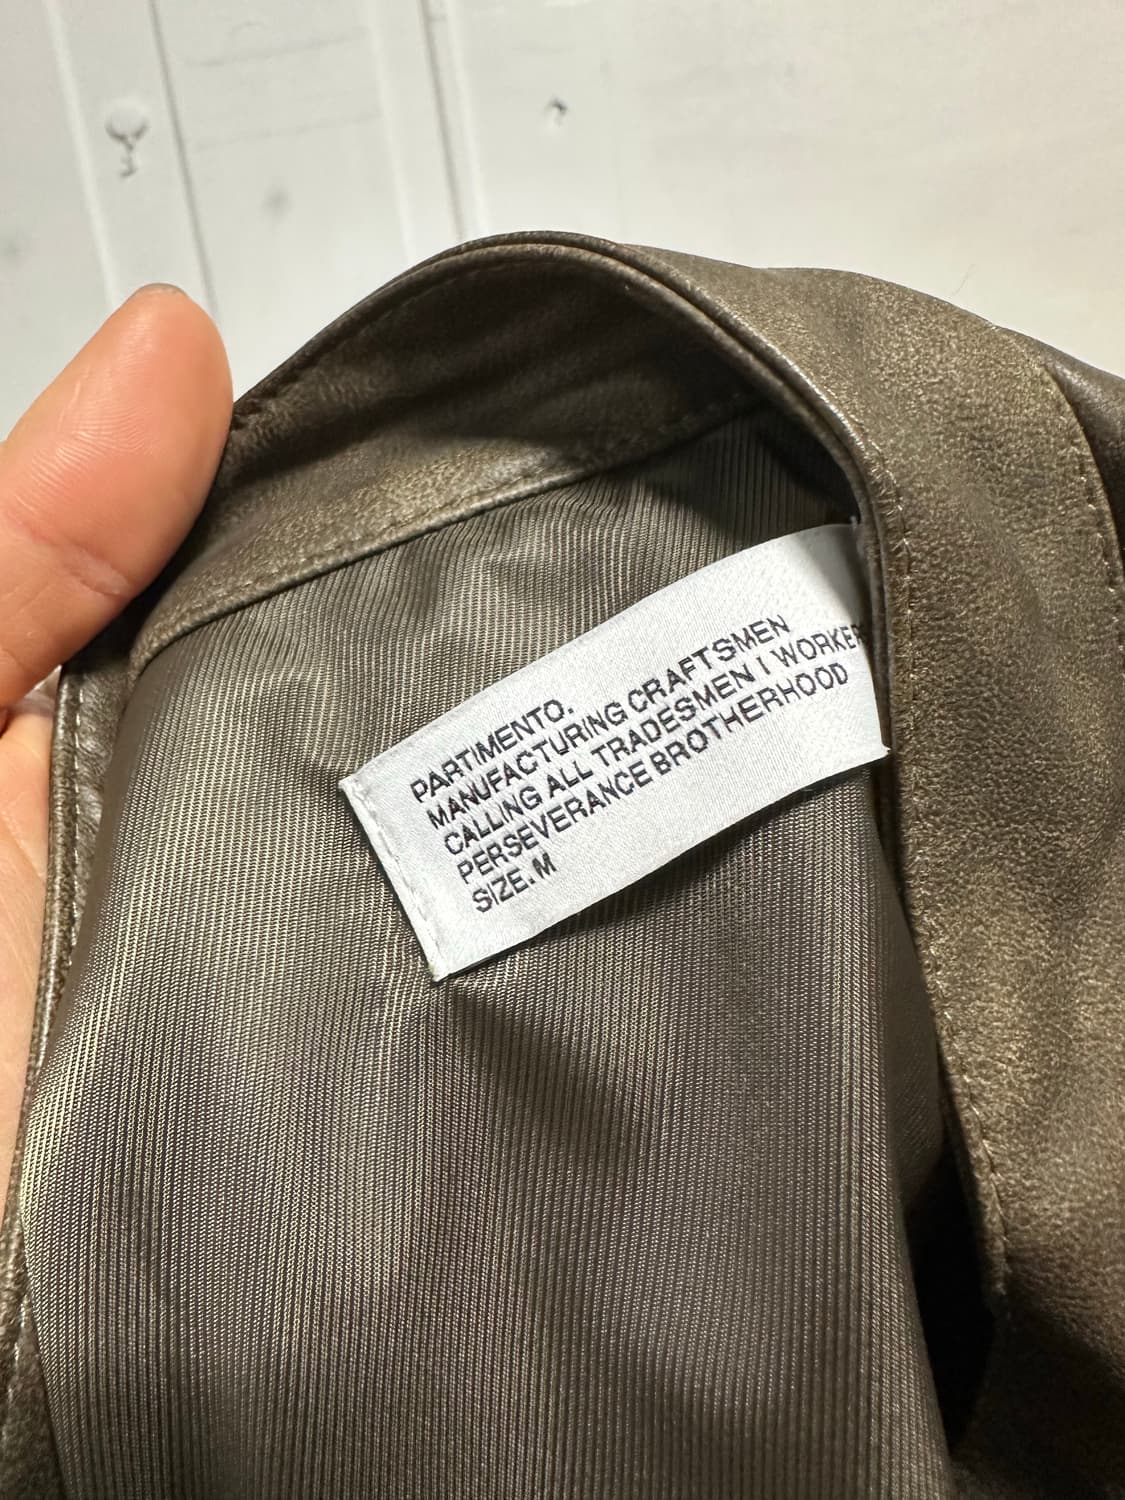 PARTIMENTO.
MANUFACTURING CRAFTSMEN
CALLING ALL TRADESMEN I WORKER
PERSEVERANCE BROTHERHOOD
SIZE. M